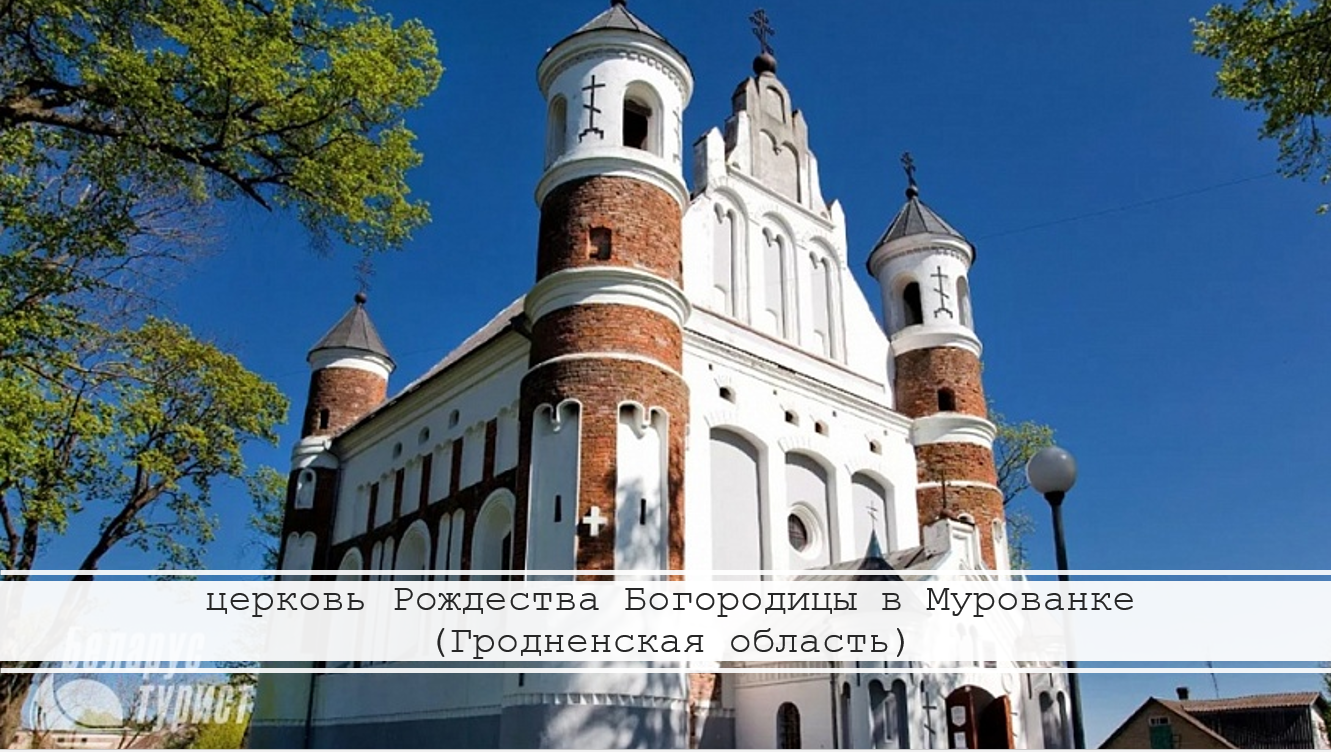 церковь Рождества Богородицы в Мурованке
(Гродненская область)
Беларус
турист